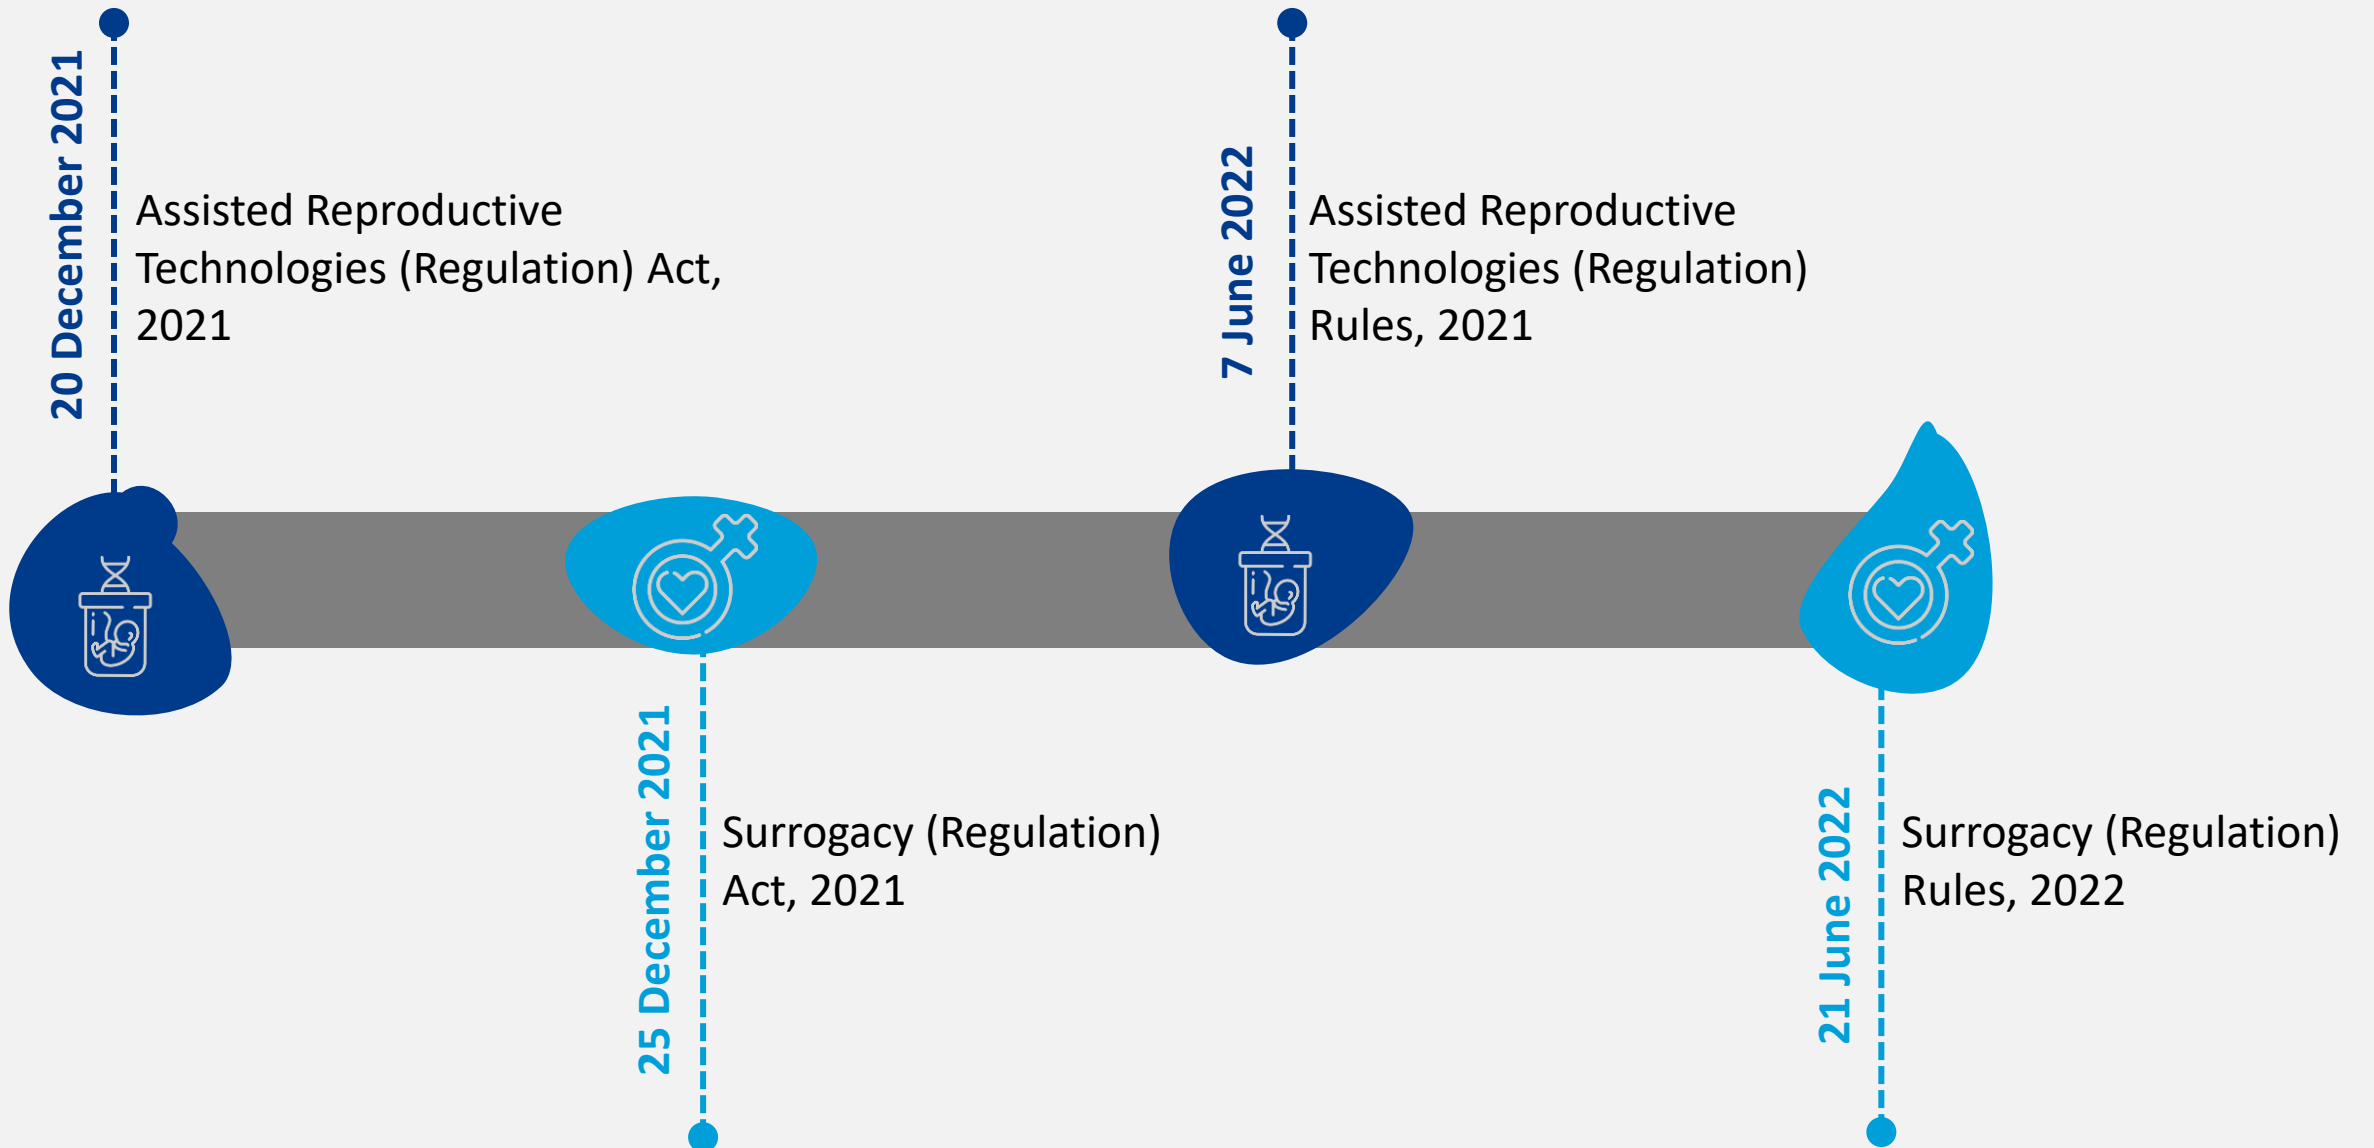 20 December 2021
Assisted Reproductive
Technologies (Regulation) Act,
2021
25 December 2021
Surrogacy (Regulation)
Act, 2021
7 June 2022
Assisted Reproductive
Technologies (Regulation)
Rules, 2021
21 June 2022
Surrogacy (Regulation)
Rules, 2022